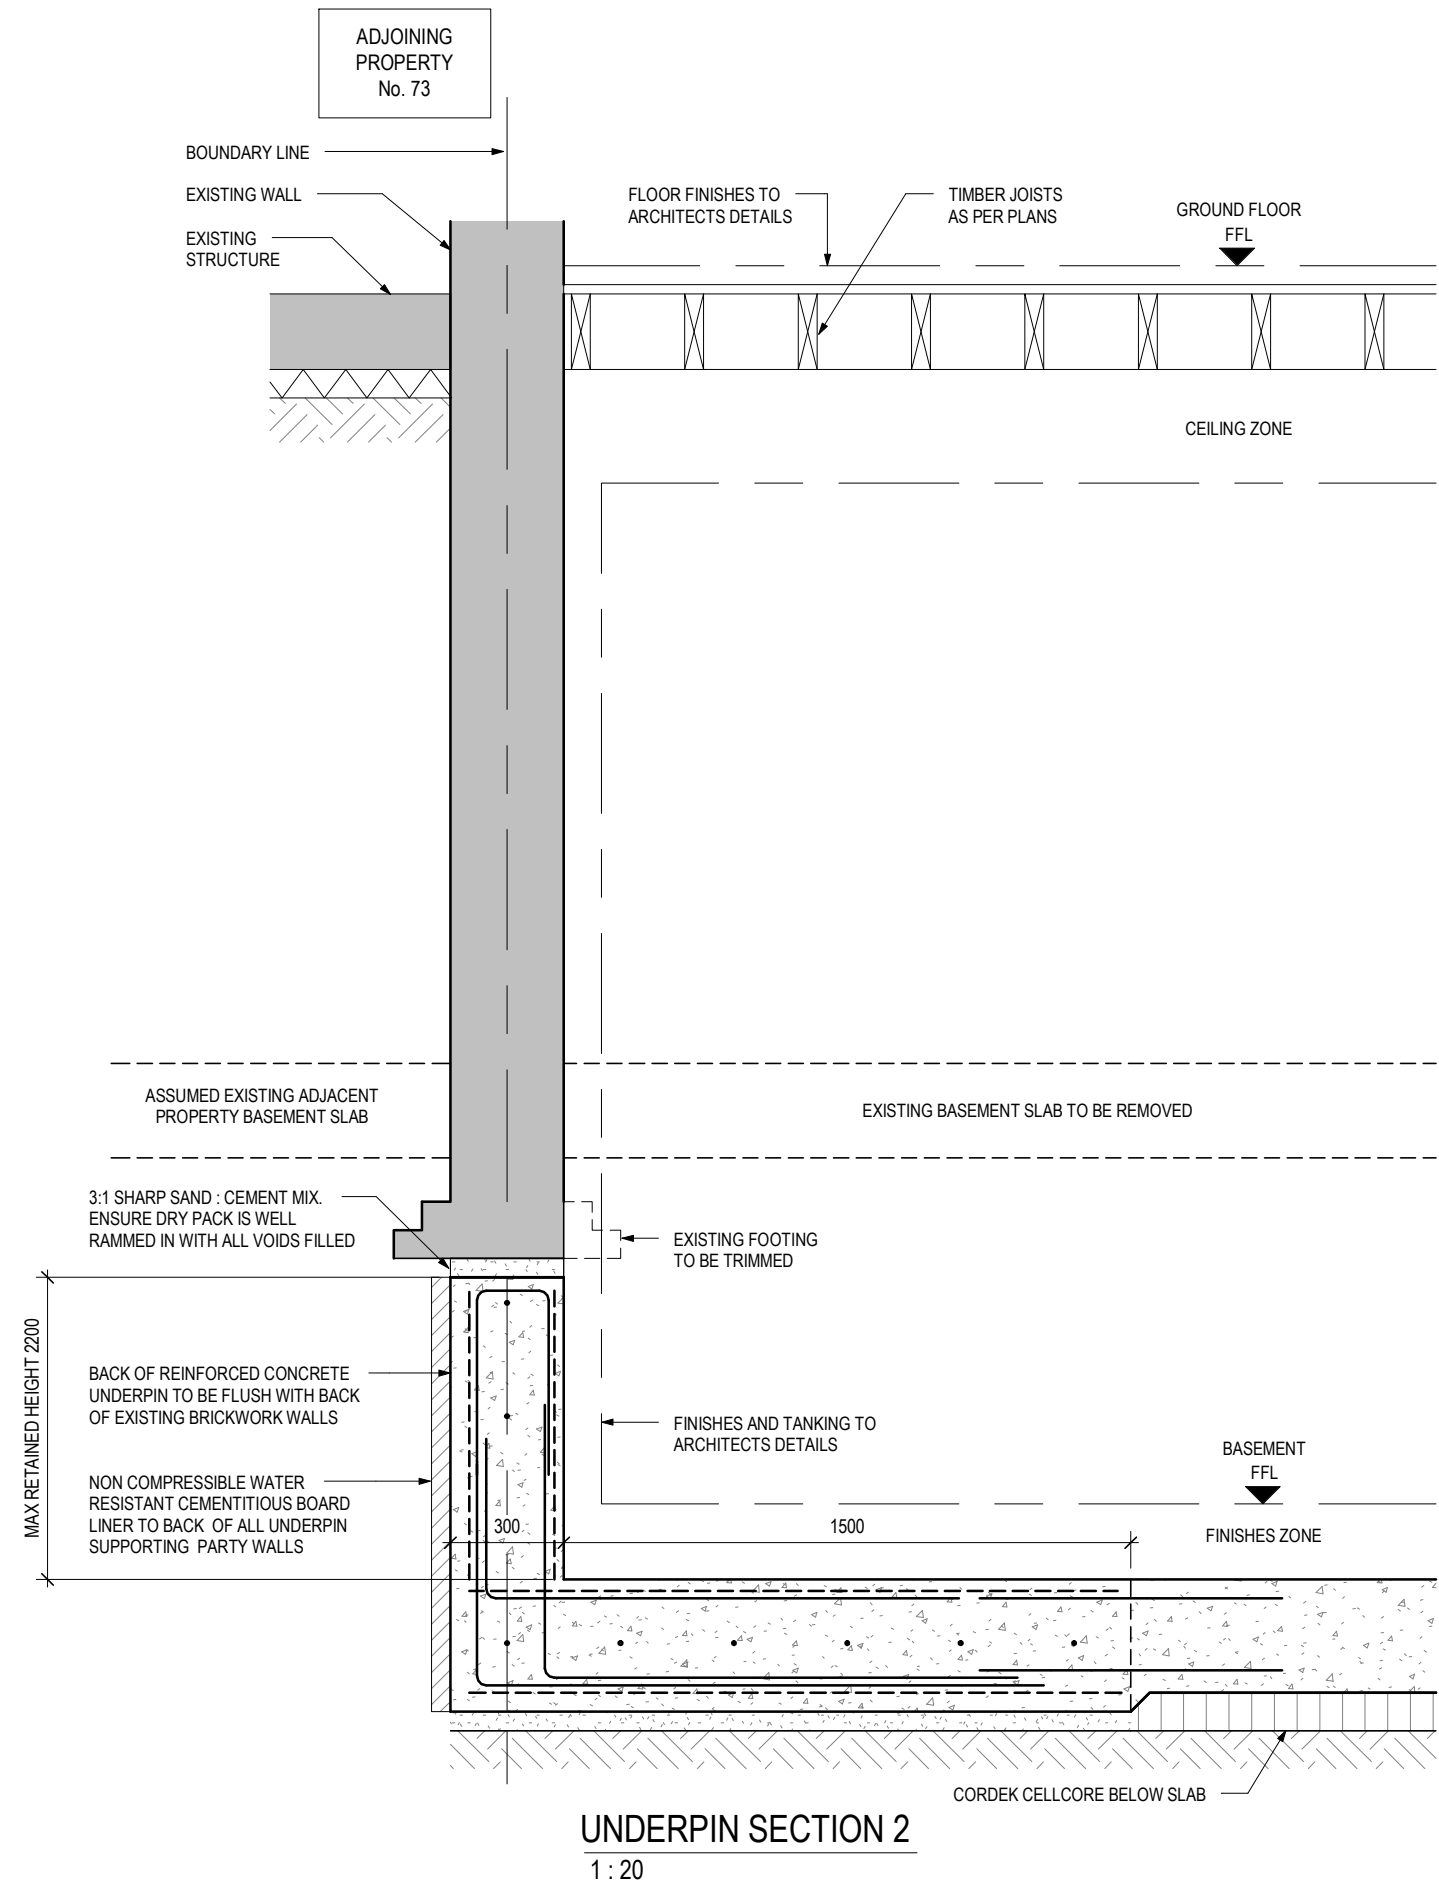 ADJOINING
PROPERTY
No. 73
BOUNDARY LINE
EXISTING WALL
EXISTING
STRUCTURE
FLOOR FINISHES TO
ARCHITECTS DETAILS
TIMBER JOISTS
AS PER PLANS
GROUND FLOOR
FFL
CEILING ZONE
ASSUMED EXISTING ADJACENT
PROPERTY BASEMENT SLAB
EXISTING BASEMENT SLAB TO BE REMOVED
3:1 SHARP SAND : CEMENT MIX.
ENSURE DRY PACK IS WELL
RAMMED IN WITH ALL VOIDS FILLED
EXISTING FOOTING
TO BE TRIMMED
MAX RETAINED HEIGHT 2200
BACK OF REINFORCED CONCRETE
UNDERPIN TO BE FLUSH WITH BACK
OF EXISTING BRICKWORK WALLS
FINISHES AND TANKING TO
ARCHITECTS DETAILS
NON COMPRESSIBLE WATER
RESISTANT CEMENTITIOUS BOARD
LINER TO BACK OF ALL UNDERPIN
SUPPORTING PARTY WALLS
BASEMENT
FFL
300
1500
FINISHES ZONE
CORDEK CELLCORE BELOW SLAB
UNDERPIN SECTION 2
1 : 20